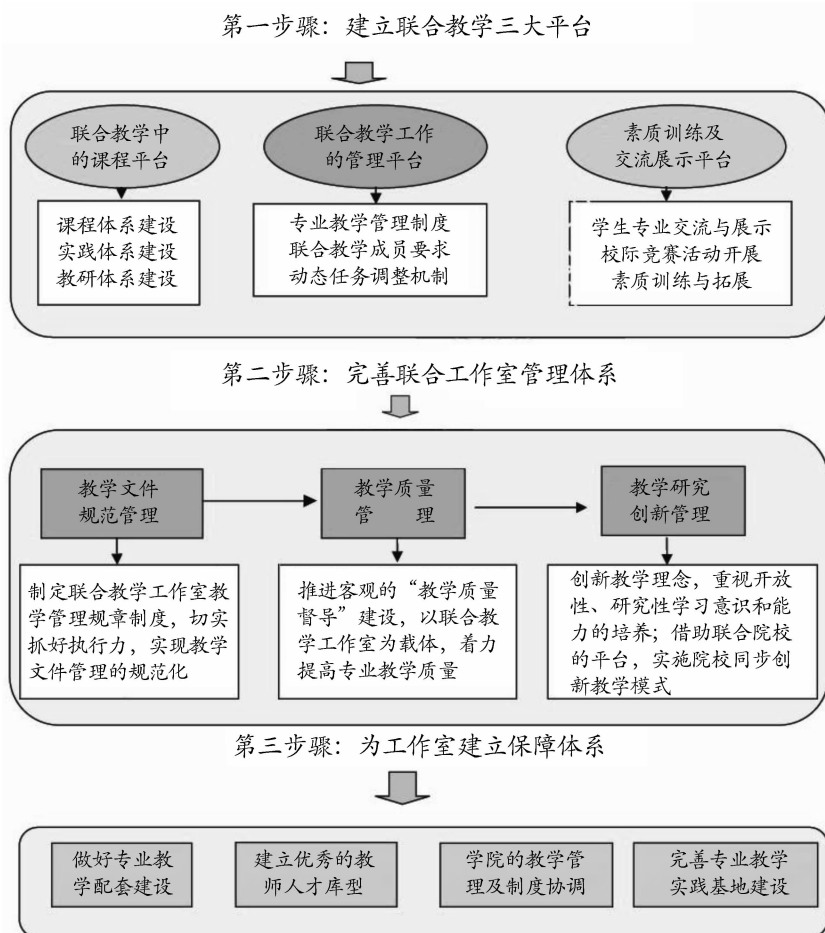 第一步骤：建立联合教学三大平台
联合教学中
的课程平台
联合教学工作
的管理平台
素质训练及
交流展示平台
课程体系建设
实践体系建设
教研体系建设
专业教学管理制度
联合教学成员要求
动态任务调整机制
学生专业交流与展示
校际竞赛活动开展
素质训练与拓展
第二步骤：完善联合工作室管理体系
教学文件
规范管理
教学质量
管 理
教学研究
创新管理
制定联合教学工作室教
学管理规章制度，切实
抓好执行力，实现教学
文件管理的规范化
推进客观的“教学质量
督导”建设，以联合教
学工作室为载体，着力
提高专业教学质量
创新教学理念，重视开放
性、研究性学习意识和能
力的培养；借助联合院校
的平台，实施院校同步创
新教学模式
第三步骤：为工作室建立保障体系
做好专业教
学配套建设
建立优秀的教
师人才库型
学院的教学管
理及制度协调
完善专业教学
实践基地建设